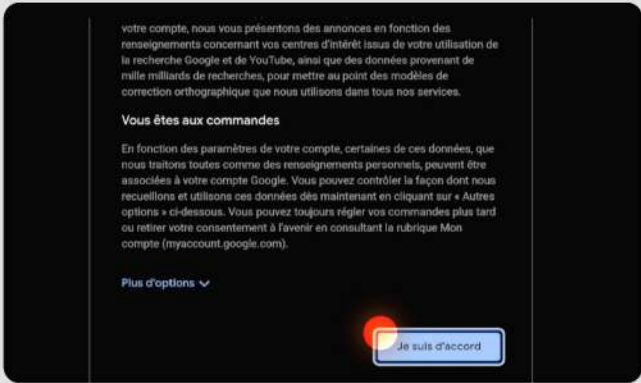 votre compte, nous vous présentons des annonces en fonction des
renseignements concernant vos centres d'intérêt issus de votre utilisation de
la recherche Google et de YouTube, ainsi que des données provenant de
mille milliards de recherches, pour mettre au point des modèles de
correction orthographique que nous utilisons dans tous nos services.
Vous êtes aux commandes
En fonction des paramètres de votre compte, certaines de ces données, que
nous traitons toutes comme des renseignements personnels, peuvent être
associées à votre compte Google. Vous pouvez contrôler la façon dont nous
recueillons et utilisons ces données dès maintenant en cliquant sur « Autres
options » ci-dessous. Vous pouvez toujours régler vos commandes plus tard
ou retirer votre consentement à l'avenir en consultant la rubrique Mon
compte (myaccount.google.com).
Plus d'options
Je suis d'accord